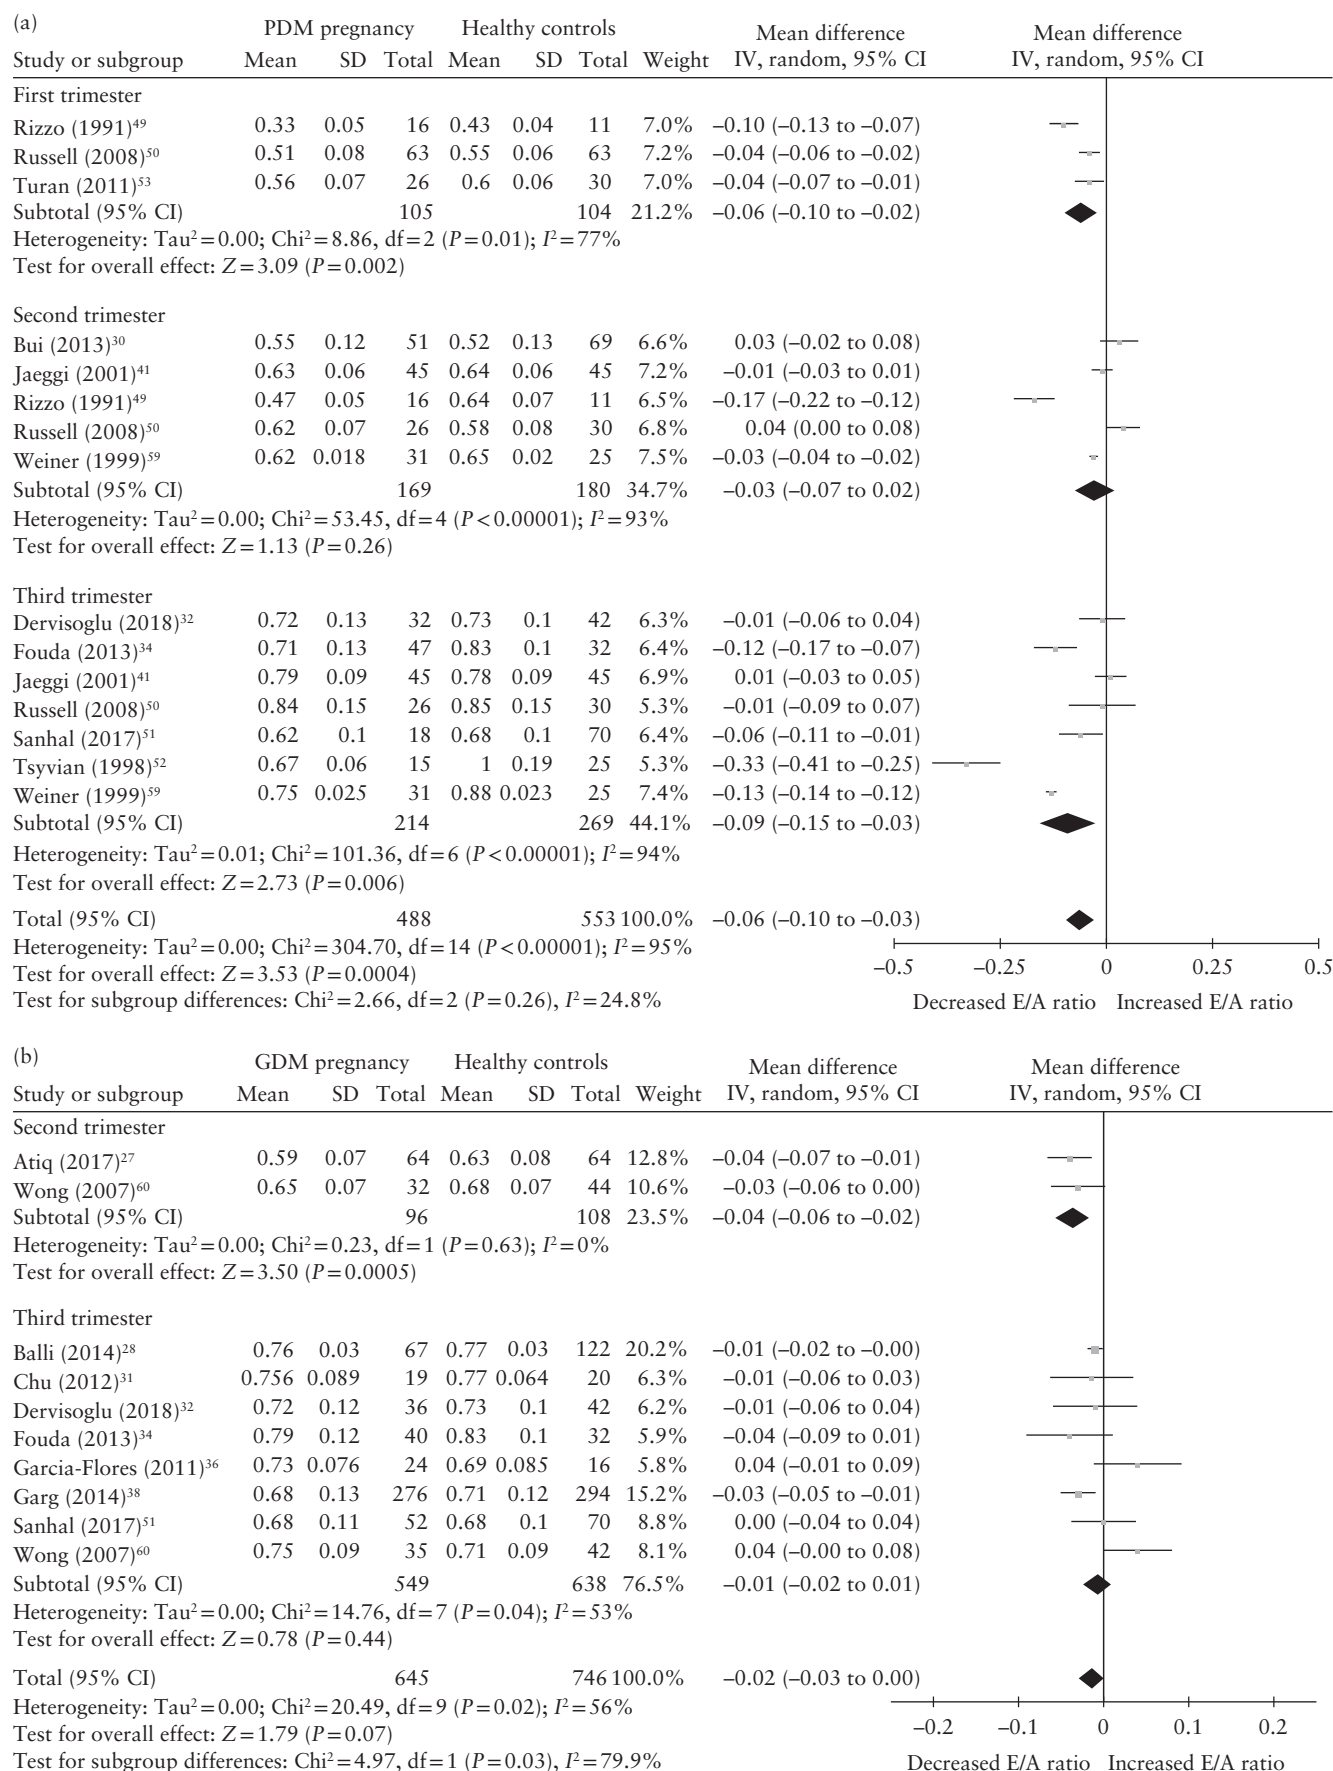 (a)
PDM pregnancy Healthy controls Mean difference Mean difference
Study or subgroup Mean SD Total Mean SD Total Weight IV, random, 95% CI IV, random, 95% CI
First trimester
Rizzo (1991)⁴⁹ 0.33 0.05 16 0.43 0.04 11 7.0% −0.10 (−0.13 to −0.07)
Russell (2008)⁵⁰ 0.51 0.08 63 0.55 0.06 63 7.2% −0.04 (−0.06 to −0.02)
Turan (2011)⁵³ 0.56 0.07 26 0.6 0.06 30 7.0% −0.04 (−0.07 to −0.01)
Subtotal (95% CI) 105 104 21.2% −0.06 (−0.10 to −0.02)
Heterogeneity: Tau²=0.00; Chi²=8.86, df=2 (P=0.01); I²=77%
Test for overall effect: Z=3.09 (P=0.002)
Second trimester
Bui (2013)³⁰ 0.55 0.12 51 0.52 0.13 69 6.6% 0.03 (−0.02 to 0.08)
Jaeggi (2001)⁴¹ 0.63 0.06 45 0.64 0.06 45 7.2% −0.01 (−0.03 to 0.01)
Rizzo (1991)⁴⁹ 0.47 0.05 16 0.64 0.07 11 6.5% −0.17 (−0.22 to −0.12)
Russell (2008)⁵⁰ 0.62 0.07 26 0.58 0.08 30 6.8% 0.04 (0.00 to 0.08)
Weiner (1999)⁵⁹ 0.62 0.018 31 0.65 0.02 25 7.5% −0.03 (−0.04 to −0.02)
Subtotal (95% CI) 169 180 34.7% −0.03 (−0.07 to 0.02)
Heterogeneity: Tau²=0.00; Chi²=53.45, df=4 (P<0.00001); I²=93%
Test for overall effect: Z=1.13 (P=0.26)
Third trimester
Dervisoglu (2018)³² 0.72 0.13 32 0.73 0.1 42 6.3% −0.01 (−0.06 to 0.04)
Fouda (2013)³⁴ 0.71 0.13 47 0.83 0.1 32 6.4% −0.12 (−0.17 to −0.07)
Jaeggi (2001)⁴¹ 0.79 0.09 45 0.78 0.09 45 6.9% 0.01 (−0.03 to 0.05)
Russell (2008)⁵⁰ 0.84 0.15 26 0.85 0.15 30 5.3% −0.01 (−0.09 to 0.07)
Sanhal (2017)⁵¹ 0.62 0.1 18 0.68 0.1 70 6.4% −0.06 (−0.11 to −0.01)
Tsyvian (1998)⁵² 0.67 0.06 15 1 0.19 25 5.3% −0.33 (−0.41 to −0.25)
Weiner (1999)⁵⁹ 0.75 0.025 31 0.88 0.023 25 7.4% −0.13 (−0.14 to −0.12)
Subtotal (95% CI) 214 269 44.1% −0.09 (−0.15 to −0.03)
Heterogeneity: Tau²=0.01; Chi²=101.36, df=6 (P<0.00001); I²=94%
Test for overall effect: Z=2.73 (P=0.006)
Total (95% CI) 488 553 100.0% −0.06 (−0.10 to −0.03)
Heterogeneity: Tau²=0.00; Chi²=304.70, df=14 (P<0.00001); I²=95%
Test for overall effect: Z=3.53 (P=0.0004)
Test for subgroup differences: Chi²=2.66, df=2 (P=0.26), I²=24.8%
−0.5 −0.25 0 0.25 0.5
Decreased E/A ratio Increased E/A ratio
(b)
GDM pregnancy Healthy controls Mean difference Mean difference
Study or subgroup Mean SD Total Mean SD Total Weight IV, random, 95% CI IV, random, 95% CI
Second trimester
Atiq (2017)²⁷ 0.59 0.07 64 0.63 0.08 64 12.8% −0.04 (−0.07 to −0.01)
Wong (2007)⁶⁰ 0.65 0.07 32 0.68 0.07 44 10.6% −0.03 (−0.06 to 0.00)
Subtotal (95% CI) 96 108 23.5% −0.04 (−0.06 to −0.02)
Heterogeneity: Tau²=0.00; Chi²=0.23, df=1 (P=0.63); I²=0%
Test for overall effect: Z=3.50 (P=0.0005)
Third trimester
Balli (2014)²⁸ 0.76 0.03 67 0.77 0.03 122 20.2% −0.01 (−0.02 to −0.00)
Chu (2012)³¹ 0.756 0.089 19 0.77 0.064 20 6.3% −0.01 (−0.06 to 0.03)
Dervisoglu (2018)³² 0.72 0.12 36 0.73 0.1 42 6.2% −0.01 (−0.06 to 0.04)
Fouda (2013)³⁴ 0.79 0.12 40 0.83 0.1 32 5.9% −0.04 (−0.09 to 0.01)
Garcia-Flores (2011)³⁶ 0.73 0.076 24 0.69 0.085 16 5.8% 0.04 (−0.01 to 0.09)
Garg (2014)³⁸ 0.68 0.13 276 0.71 0.12 294 15.2% −0.03 (−0.05 to −0.01)
Sanhal (2017)⁵¹ 0.68 0.11 52 0.68 0.1 70 8.8% 0.00 (−0.04 to 0.04)
Wong (2007)⁶⁰ 0.75 0.09 35 0.71 0.09 42 8.1% 0.04 (−0.00 to 0.08)
Subtotal (95% CI) 549 638 76.5% −0.01 (−0.02 to 0.01)
Heterogeneity: Tau²=0.00; Chi²=14.76, df=7 (P=0.04); I²=53%
Test for overall effect: Z=0.78 (P=0.44)
Total (95% CI) 645 746 100.0% −0.02 (−0.03 to 0.00)
Heterogeneity: Tau²=0.00; Chi²=20.49, df=9 (P=0.02); I²=56%
Test for overall effect: Z=1.79 (P=0.07)
Test for subgroup differences: Chi²=4.97, df=1 (P=0.03), I²=79.9%
−0.2 −0.1 0 0.1 0.2
Decreased E/A ratio Increased E/A ratio